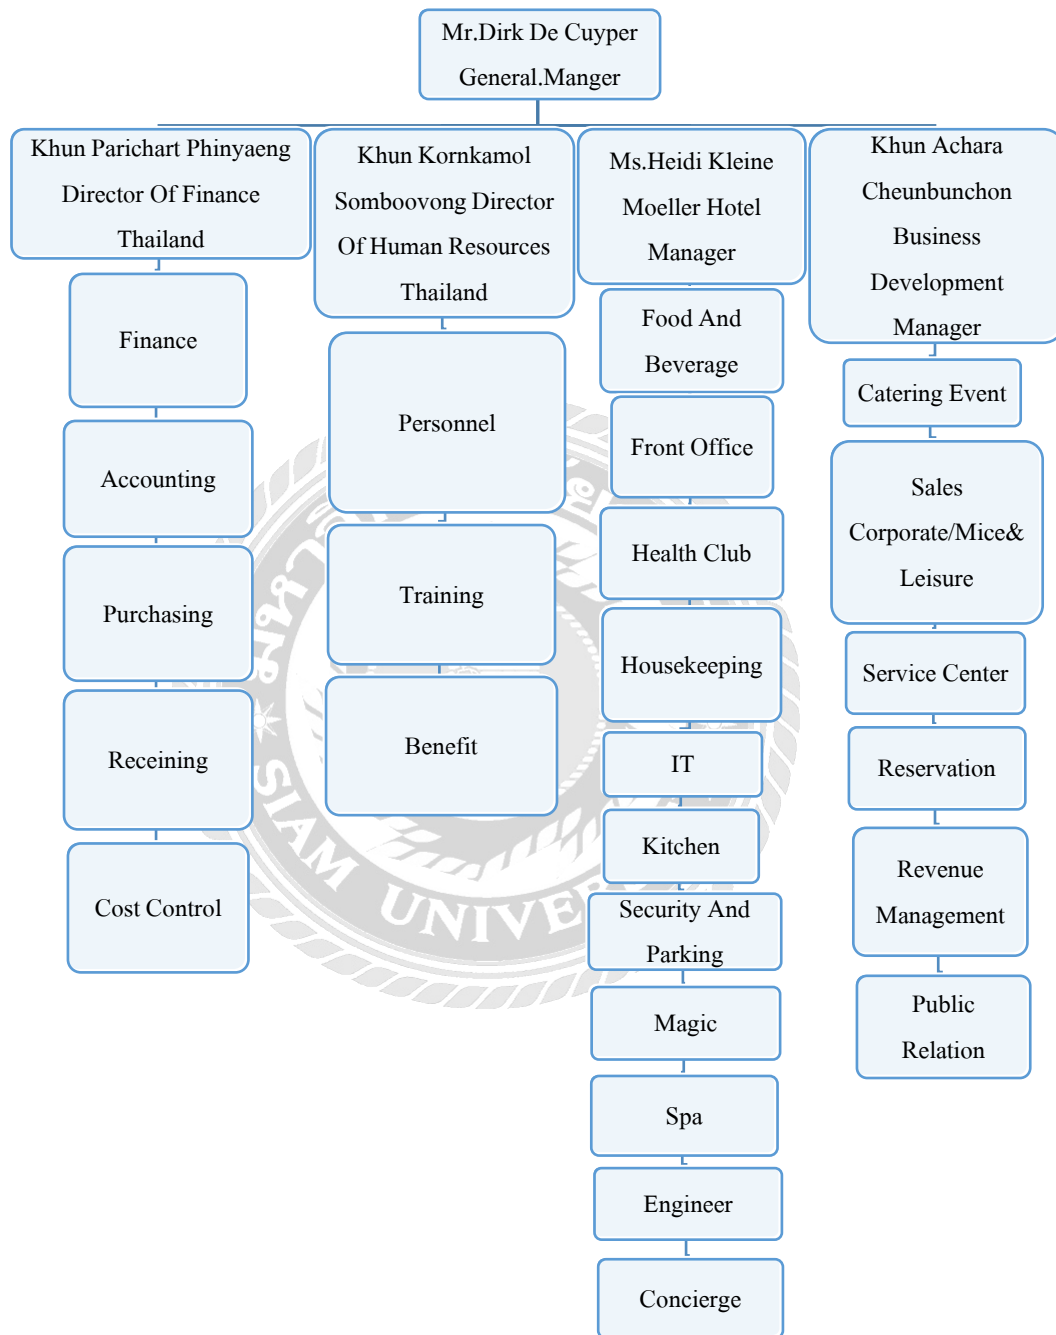 Mr.Dirk De Cuyper
General.Manger
Khun Parichart Phinyaeng
Director Of Finance
Thailand
Finance
Accounting
Purchasing
Receining
Cost Control
Khun Kornkamol
Somboovong Director
Of Human Resources
Thailand
Personnel
Training
Benefit
Ms.Heidi Kleine
Moeller Hotel
Manager
Food And
Beverage
Front Office
Health Club
Housekeeping
IT
Kitchen
Security And
Parking
Magic
Spa
Engineer
Concierge
Khun Achara
Cheunbunchon
Business
Development
Manager
Catering Event
Sales
Corporate/Mice&
Leisure
Service Center
Reservation
Revenue
Management
Public
Relation
SIAM